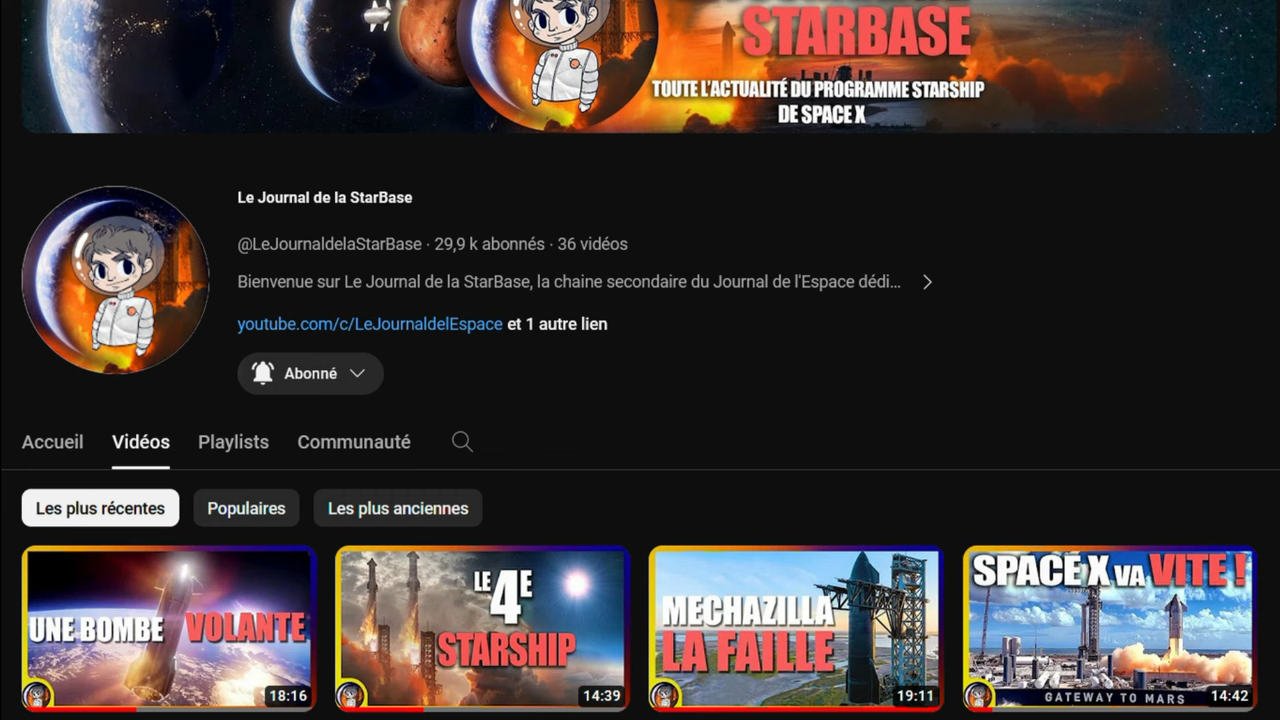 STARBASE
TOUTE L'ACTUALITÉ DU PROGRAMME STARSHIP
DE SPACE X
Le Journal de la StarBase
@LeJournaldelaStarBase · 29,9 k abonnés · 36 vidéos
Bienvenue sur Le Journal de la StarBase, la chaine secondaire du Journal de l'Espace dédi...
youtube.com/c/LeJournaldelEspace et 1 autre lien
Abonné
Accueil Vidéos Playlists Communauté
Les plus récentes Populaires Les plus anciennes
UNE BOMBE VOLANTE
18:16
LE 4E
STARSHIP
14:39
MECHAZILLA
LA FAILLE
19:11
SPACE X VA VITE !
GATEWAY TO MARS
14:42